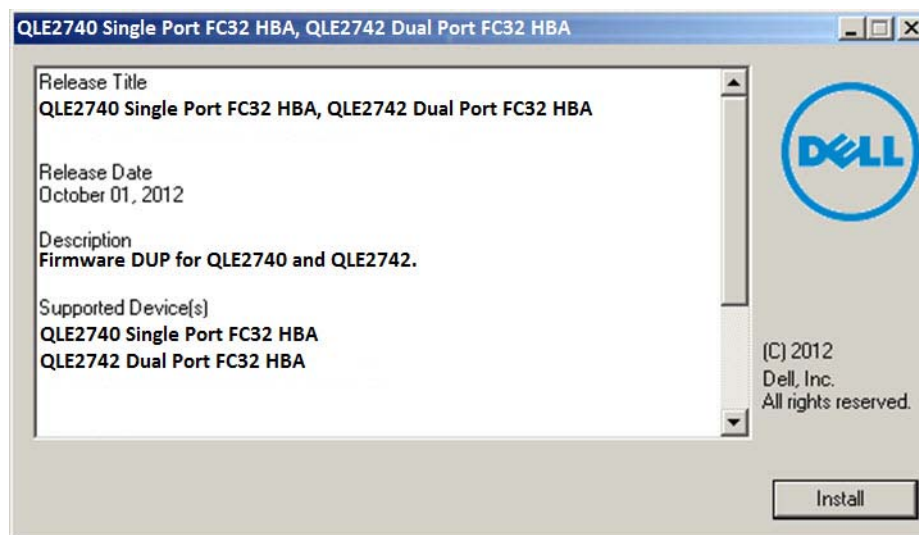 QLE2740 Single Port FC32 HBA, QLE2742 Dual Port FC32 HBA
Release Title
QLE2740 Single Port FC32 HBA, QLE2742 Dual Port FC32 HBA
Release Date
October 01, 2012
Description
Firmware DUP for QLE2740 and QLE2742.
Supported Device(s)
QLE2740 Single Port FC32 HBA
QLE2742 Dual Port FC32 HBA
DELL
(C) 2012
Dell, Inc.
All rights reserved.
Install